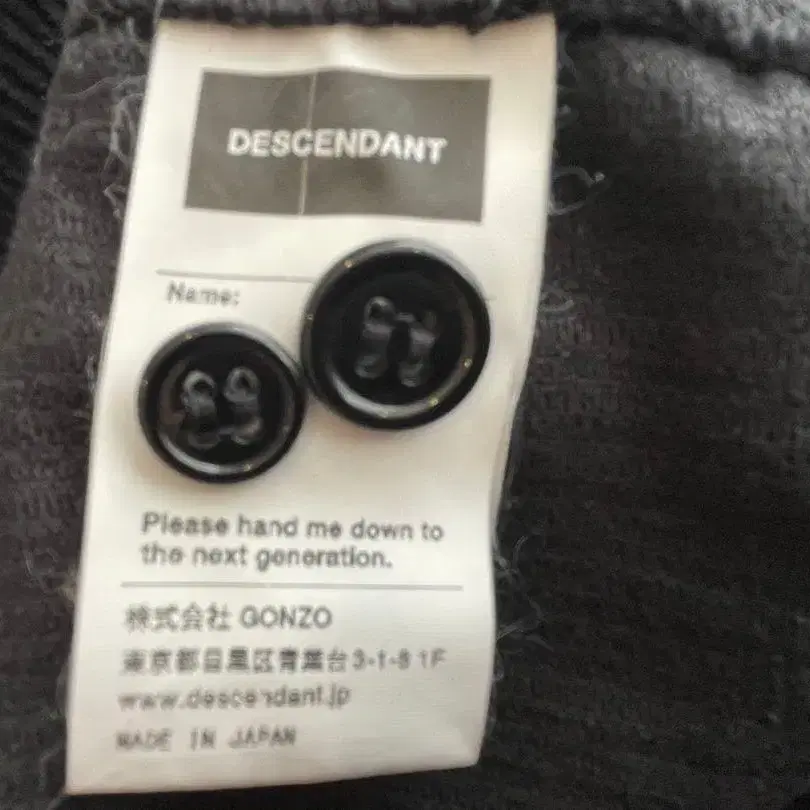 DESCENDANT
Name:
Please hand me down to
the next generation.
株式会社 GONZO
東京都目黒区青葉台3-1-8 1F
www.descendant.jp
MADE IN JAPAN